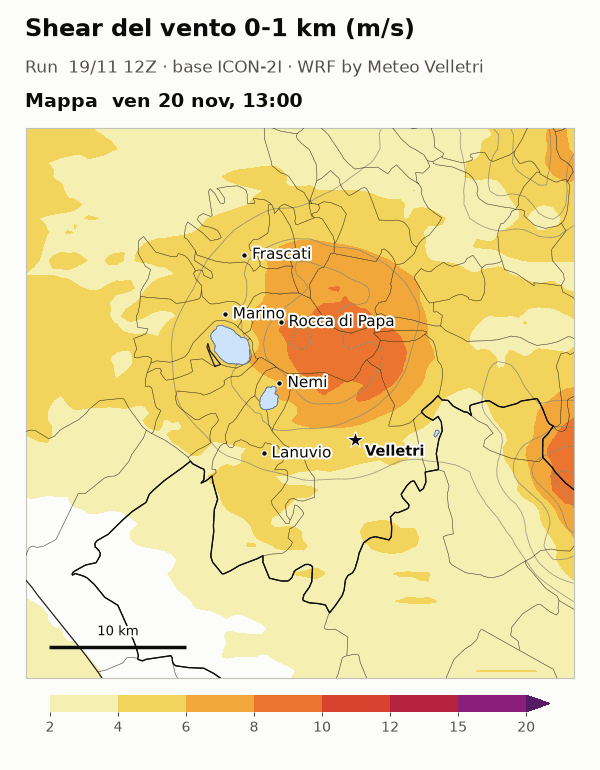 Shear del vento 0-1 km (m/s)
Run  19/11 12Z · base ICON-2I · WRF by Meteo Velletri
Mappa  ven 20 nov, 13:00
Frascati
Marino
Rocca di Papa
Nemi
Velletri
Lanuvio
10 km
2 4 6 8 10 12 15 20